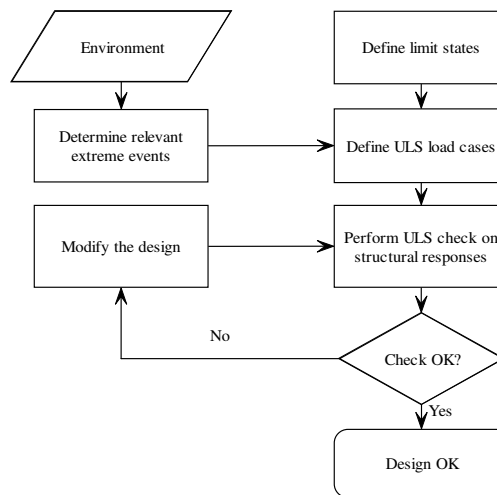 Environment
Define limit states
Determine relevant
extreme events
Define ULS load cases
Modify the design
Perform ULS check on
structural responses
No
Check OK?
Yes
Design OK